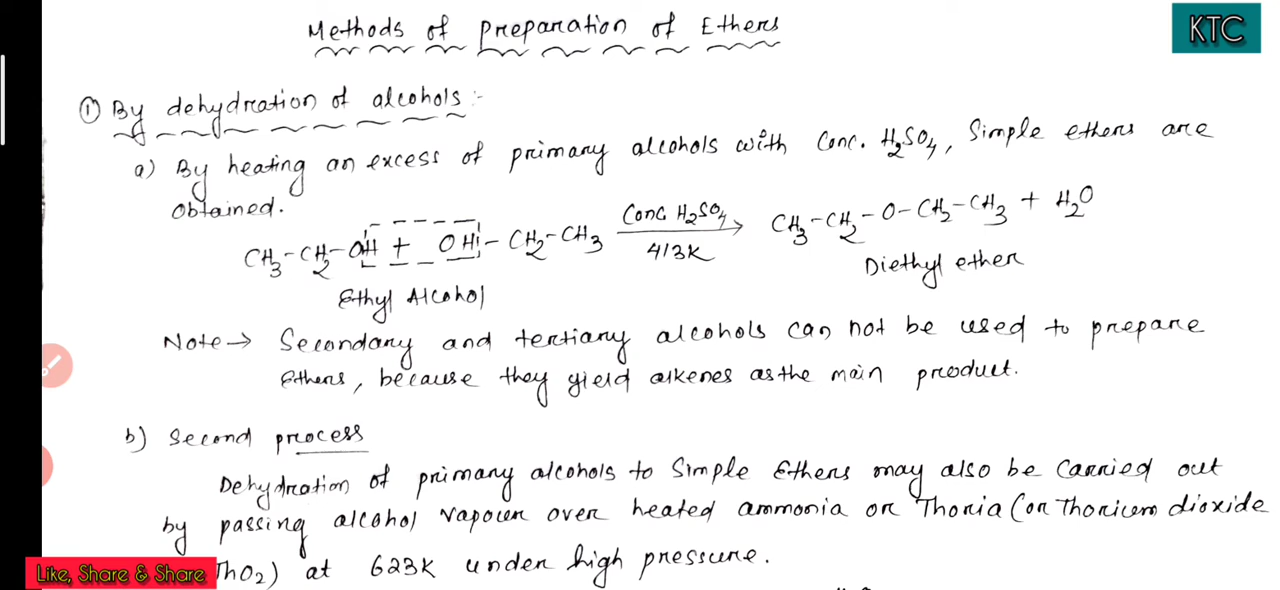 Methods of Preparation of Ethers
KTC
① By dehydration of alcohols :-
a) By heating an excess of primary alcohols with Conc. H₂SO₄, Simple ethers are
Obtained.
CH₃-CH₂-OH + OH-CH₂-CH₃ Conc H₂SO₄ 413K → CH₃-CH₂-O-CH₂-CH₃ + H₂O
Ethyl Alcohol Diethyl ether
Note → Secondary and tertiary alcohols can not be used to prepare
Ethers, because they yield alkenes as the main product.
b) Second process
Dehydration of primary alcohols to Simple Ethers may also be carried out
by passing alcohol vapour over heated ammonia or Thoria (or Thorium dioxide
ThO₂) at 623K under high pressure.
Like, Share & Share